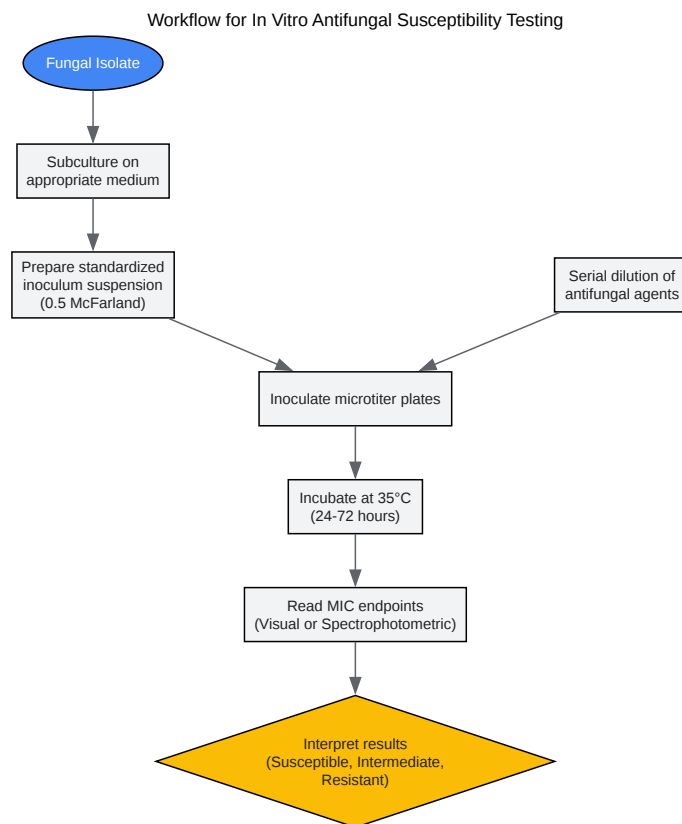 Workflow for In Vitro Antifungal Susceptibility Testing
Fungal Isolate
Subculture on
appropriate medium
Prepare standardized
inoculum suspension
(0.5 McFarland)
Serial dilution of
antifungal agents
Inoculate microtiter plates
Incubate at 35°C
(24-72 hours)
Read MIC endpoints
(Visual or Spectrophotometric)
Interpret results
(Susceptible, Intermediate,
Resistant)